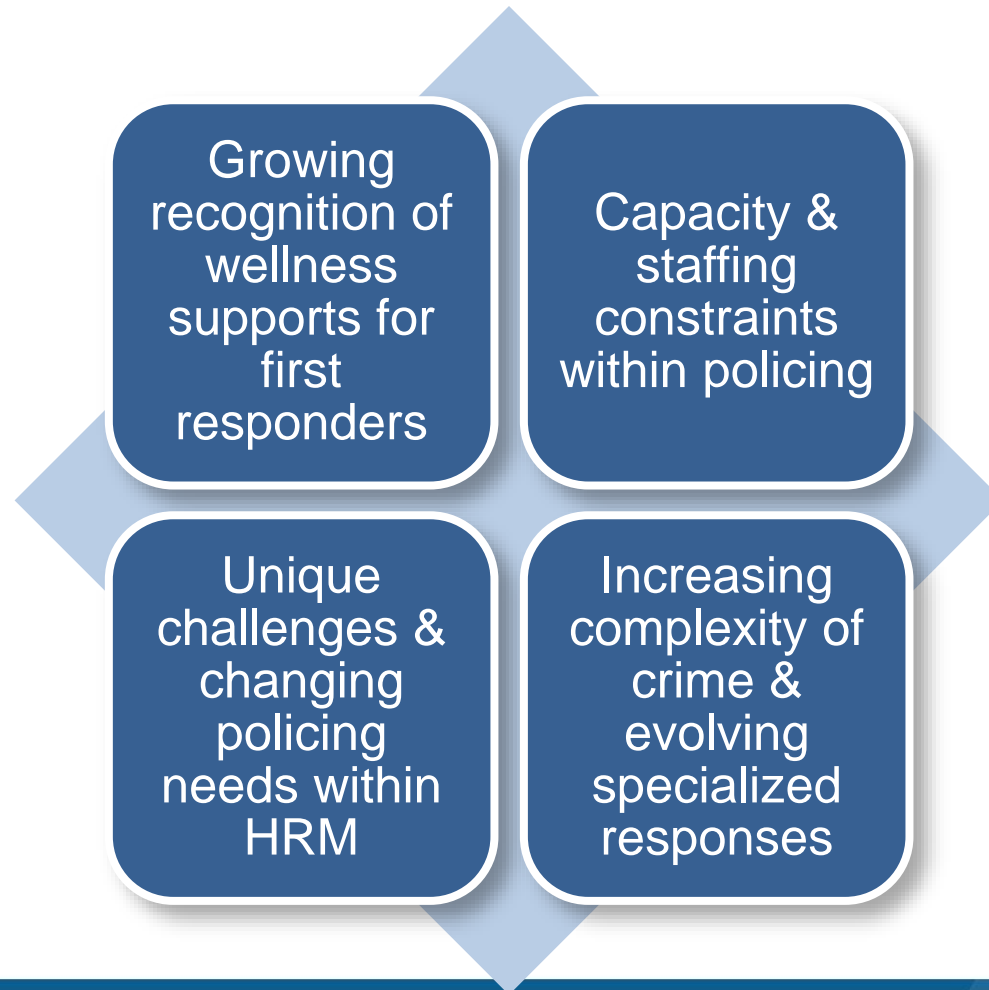 Growing
recognition of
wellness
supports for
first
responders
Capacity &
staffing
constraints
within policing
Unique
challenges &
changing
policing
needs within
HRM
Increasing
complexity of
crime &
evolving
specialized
responses